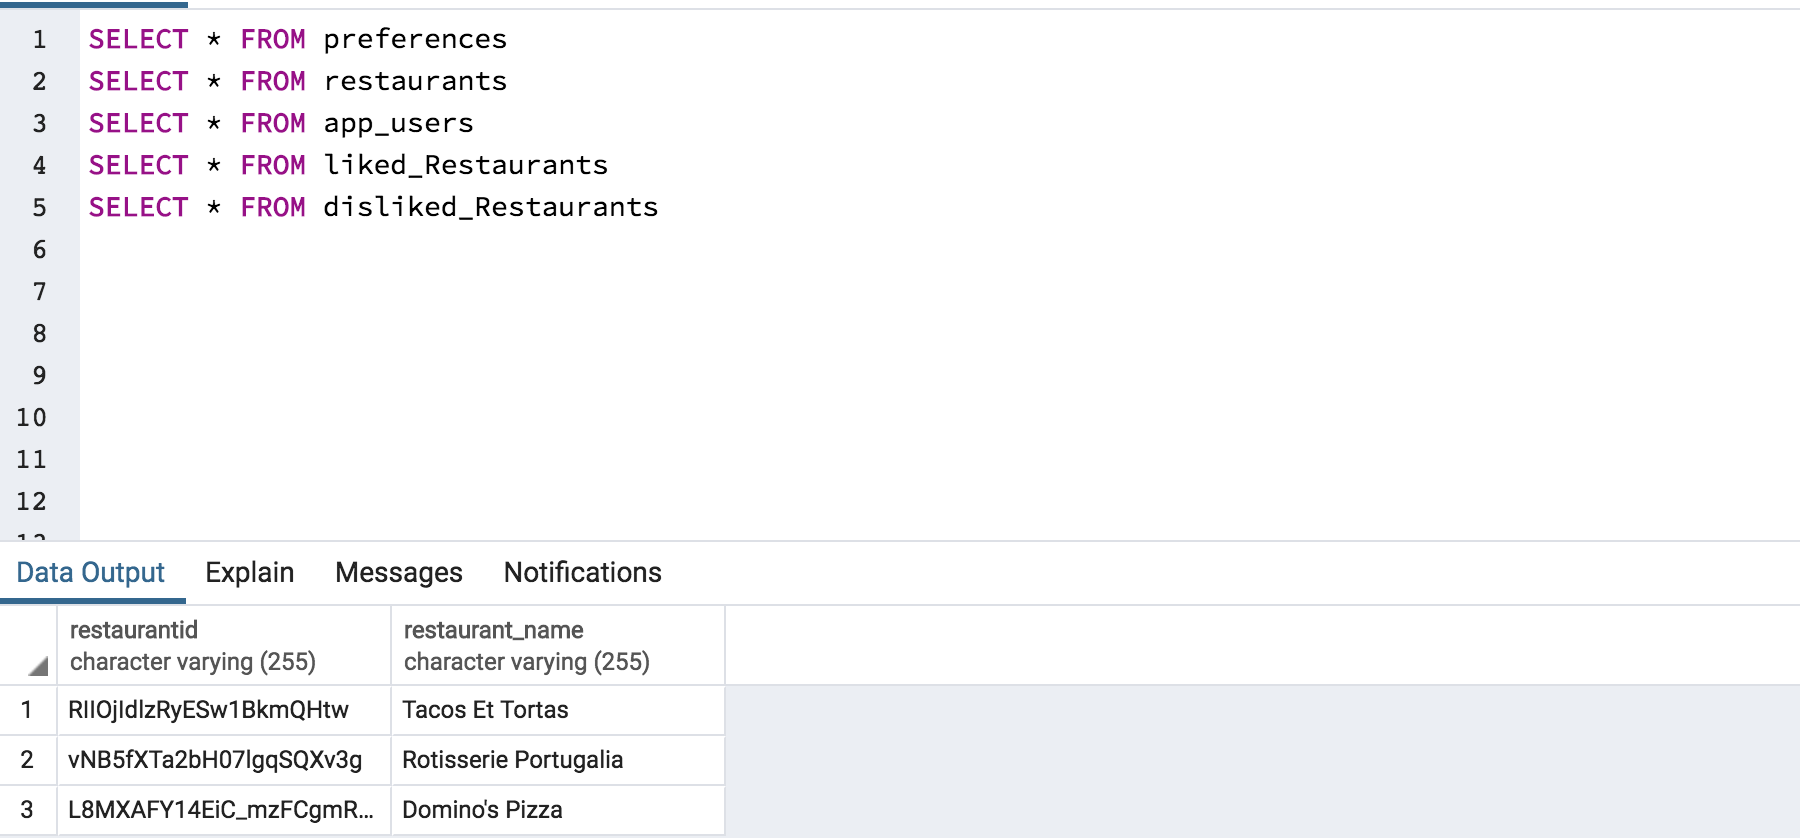 1 SELECT * FROM preferences
2 SELECT * FROM restaurants
3 SELECT * FROM app_users
4 SELECT * FROM liked_Restaurants
5 SELECT * FROM disliked_Restaurants
6
7
8
9
10
11
12
Data Output Explain Messages Notifications
restaurantid restaurant_name
character varying (255) character varying (255)
1 RIIOjIdlzRyESw1BkmQHtw Tacos Et Tortas
2 vNB5fXTa2bH07lgqSQXv3g Rotisserie Portugalia
3 L8MXAFY14EiC_mzFCgmR... Domino's Pizza